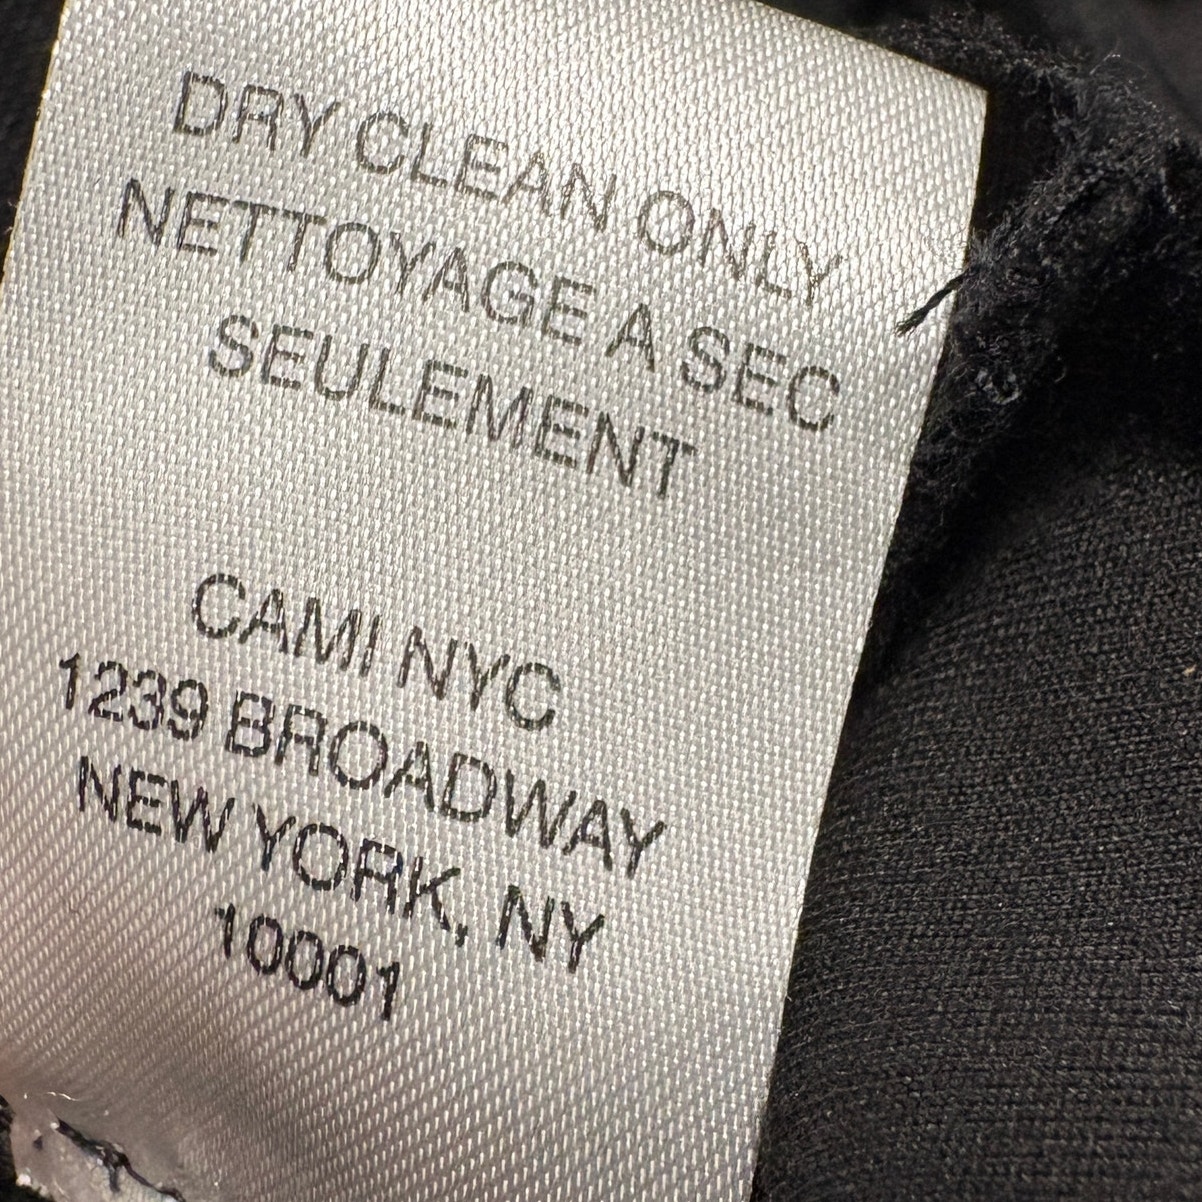 DRY CLEAN ONLY
NETTOYAGE A SEC
SEULEMENT
CAMI NYC
1239 BROADWAY
NEW YORK, NY
10001